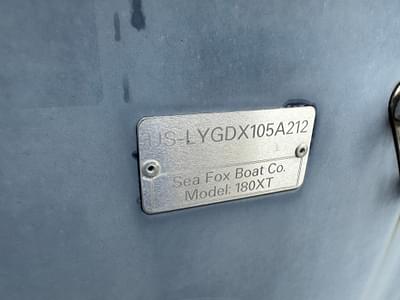 US-LYGDX105A212
Sea Fox Boat Co.
Model: 180XT